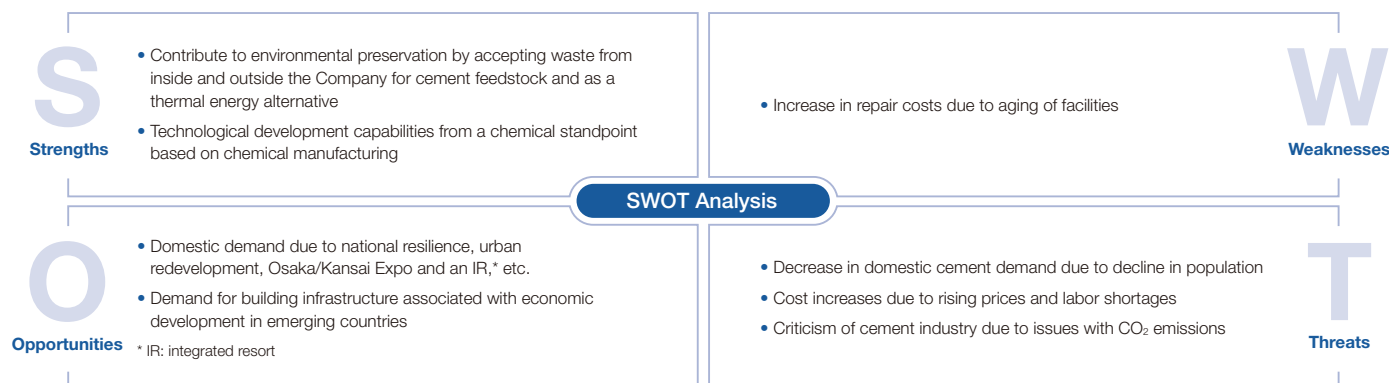 S
Strengths
• Contribute to environmental preservation by accepting waste from
inside and outside the Company for cement feedstock and as a
thermal energy alternative
• Technological development capabilities from a chemical standpoint
based on chemical manufacturing
• Increase in repair costs due to aging of facilities
W
Weaknesses
SWOT Analysis
O
Opportunities
• Domestic demand due to national resilience, urban
redevelopment, Osaka/Kansai Expo and an IR,* etc.
• Demand for building infrastructure associated with economic
development in emerging countries
* IR: integrated resort
• Decrease in domestic cement demand due to decline in population
• Cost increases due to rising prices and labor shortages
• Criticism of cement industry due to issues with CO₂ emissions
T
Threats